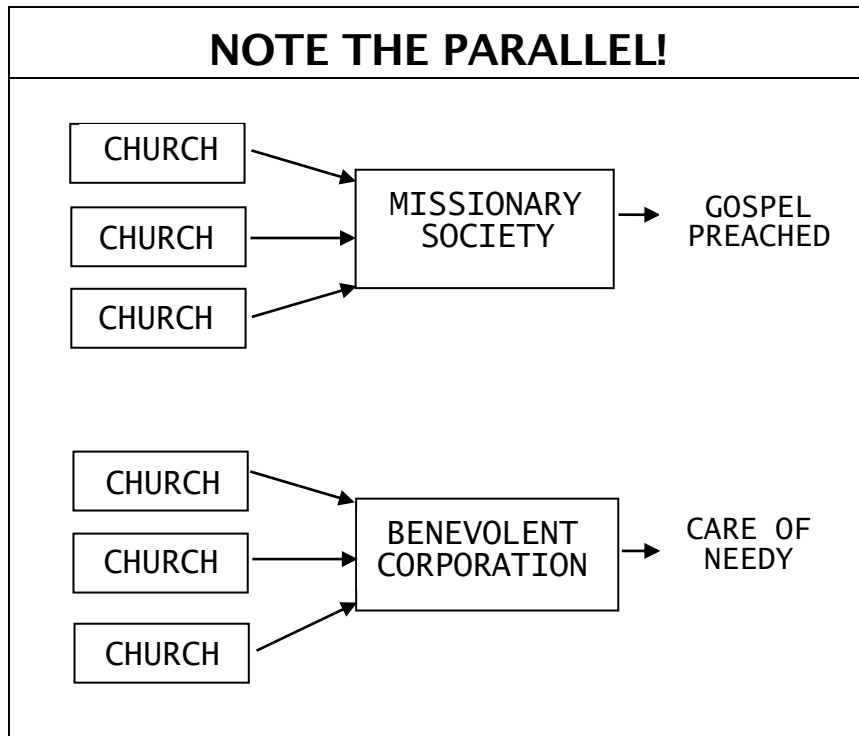 NOTE THE PARALLEL!
CHURCH
CHURCH
CHURCH
MISSIONARY
SOCIETY
GOSPEL
PREACHED
CHURCH
CHURCH
CHURCH
BENEVOLENT
CORPORATION
CARE OF
NEEDY